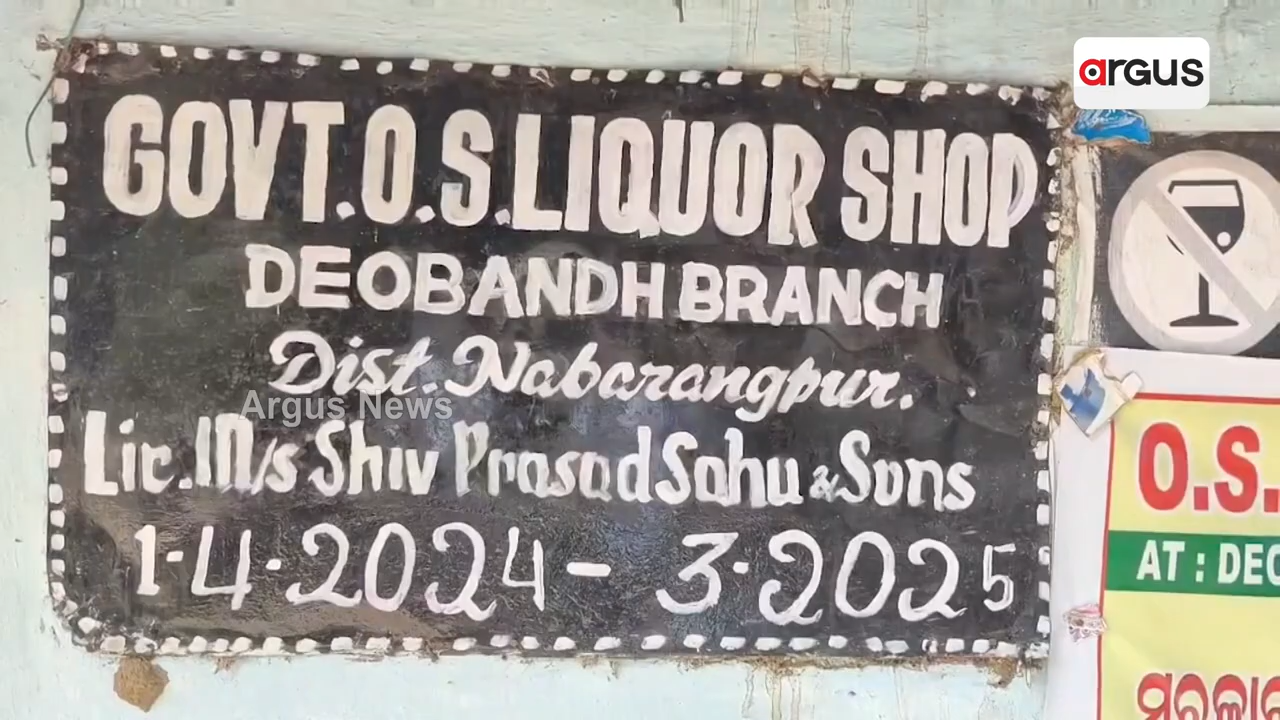 GOVT.O.S.LIQUOR SHOP
DEOBANDH BRANCH
Dist. Nabarangpur.
Lic.M/s Shiv Prasad Sahu & Sons
1-4-2024 - 3-2025
argus
Argus News
O.S.
AT : DEO
ସରକାର